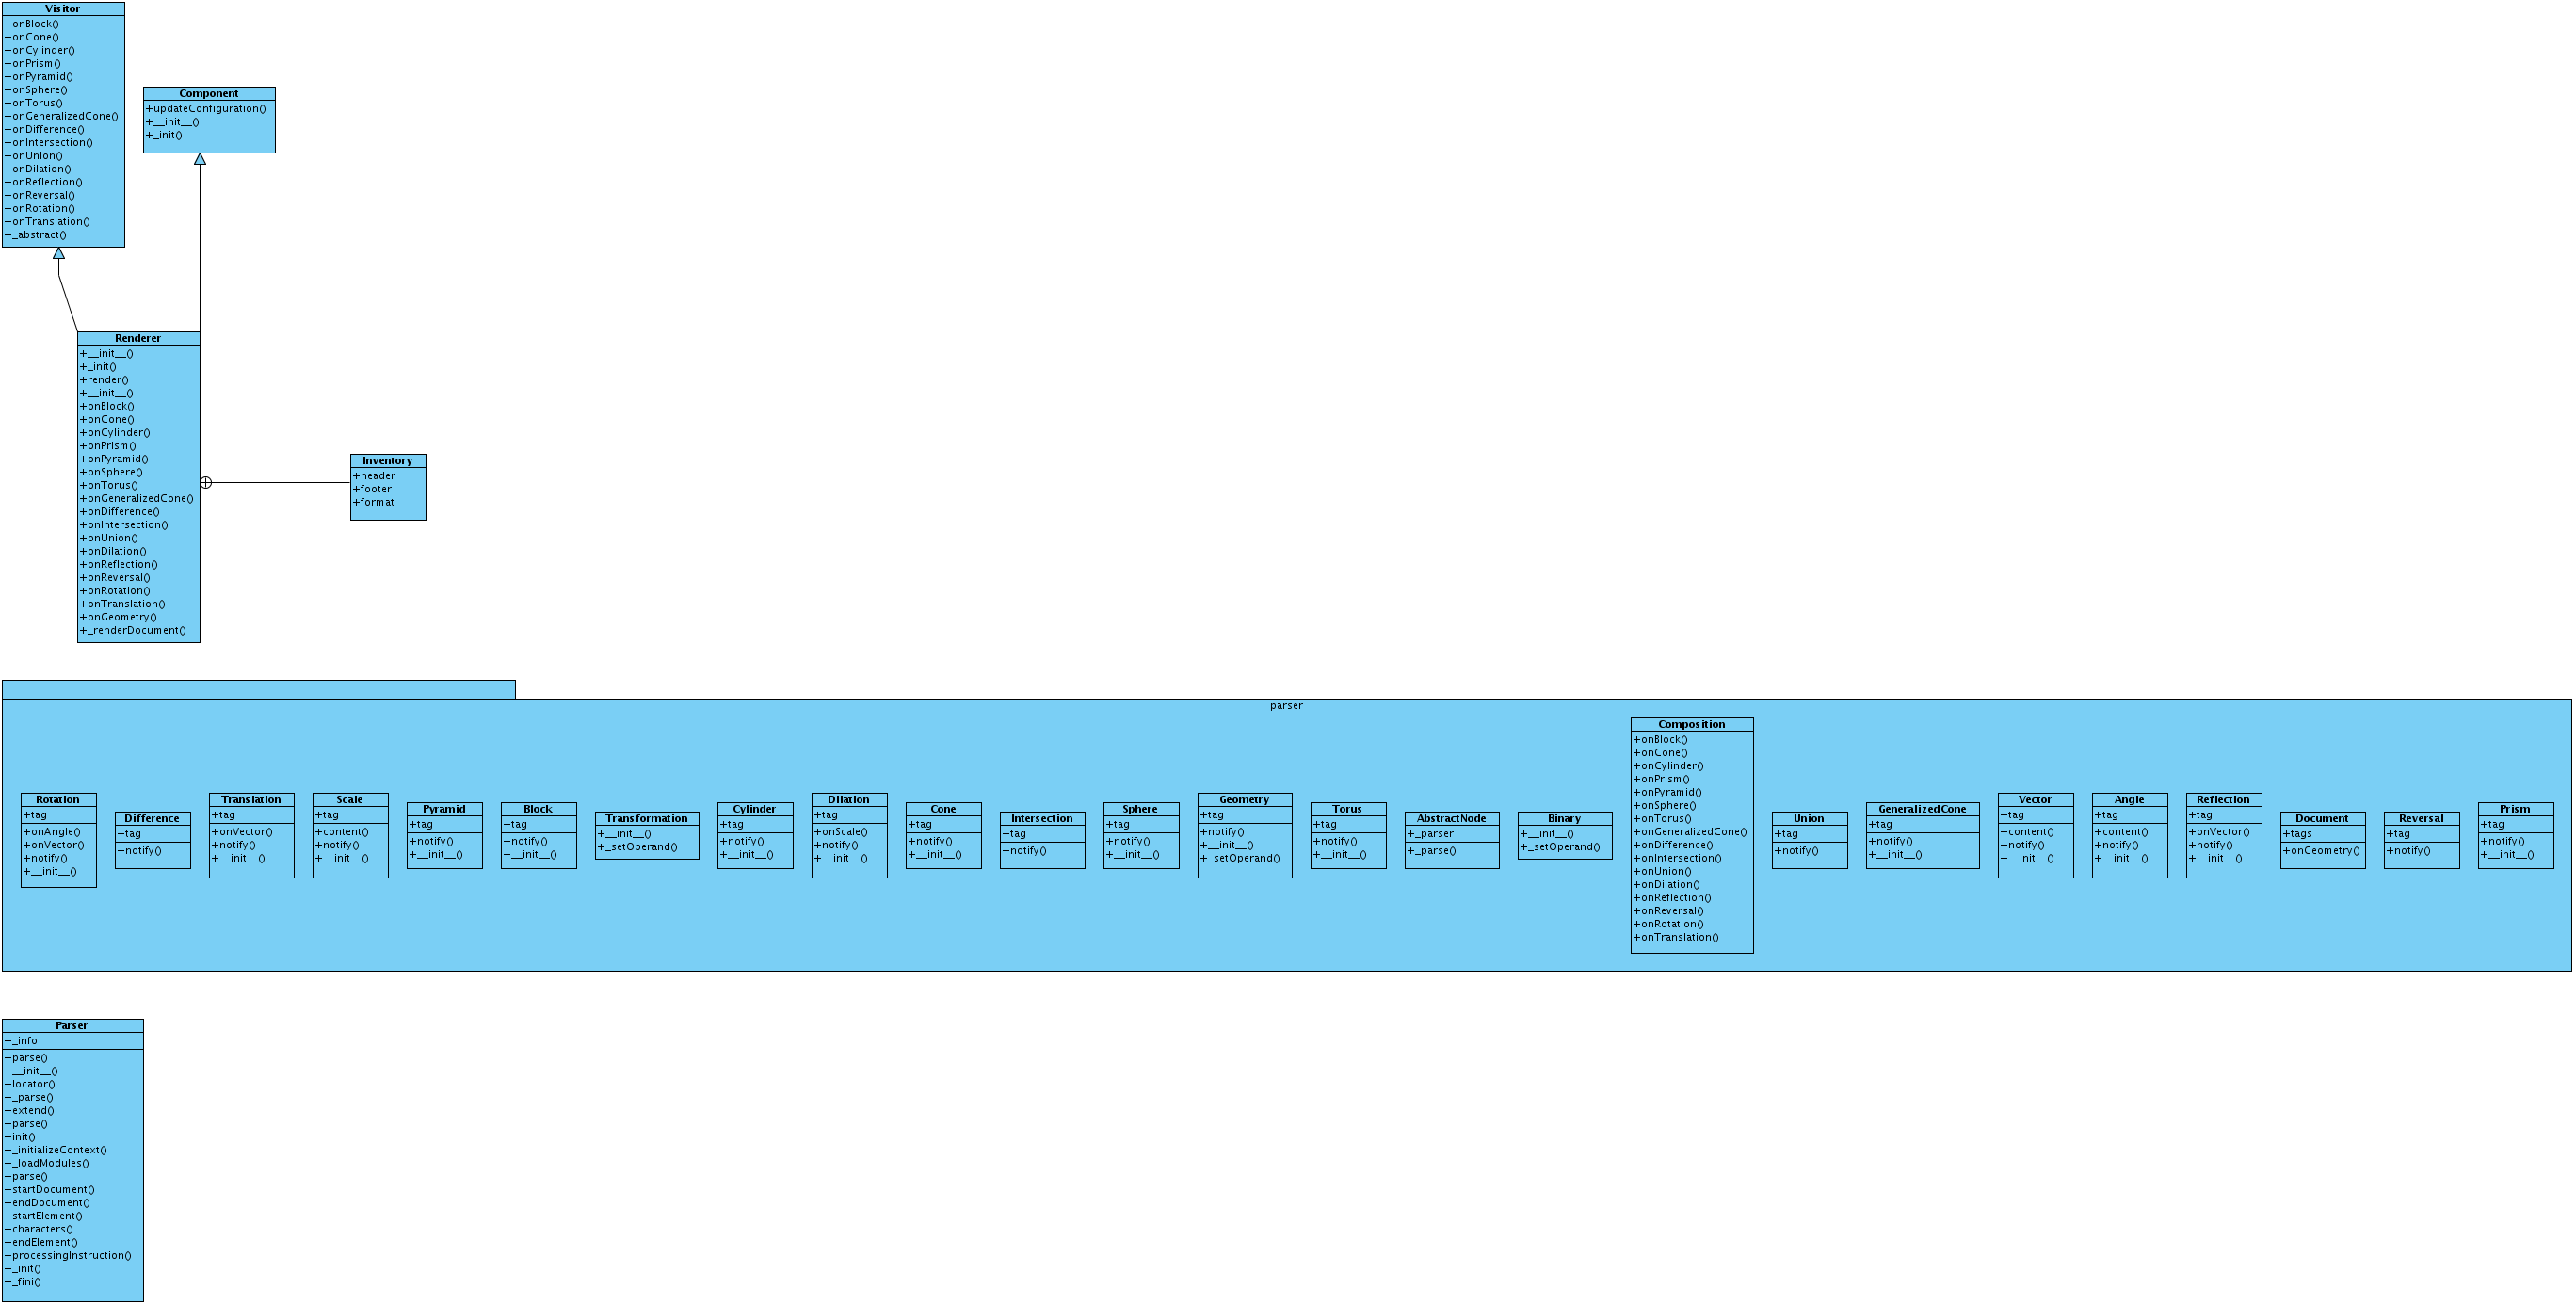 Visitor
+onBlock()
+onCone()
+onCylinder()
+onPrism()
+onPyramid()
+onSphere()
+onTorus()
+onGeneralizedCone()
+onDifference()
+onIntersection()
+onUnion()
+onDilation()
+onReflection()
+onReversal()
+onRotation()
+onTranslation()
+_abstract()
Component
+updateConfiguration()
+__init__()
+_init()
Renderer
+__init__()
+_init()
+render()
+__init__()
+onBlock()
+onCone()
+onCylinder()
+onPrism()
+onPyramid()
+onSphere()
+onTorus()
+onGeneralizedCone()
+onDifference()
+onIntersection()
+onUnion()
+onDilation()
+onReflection()
+onReversal()
+onRotation()
+onTranslation()
+onGeometry()
+_renderDocument()
Inventory
+header
+footer
+format
parser
Rotation
+tag
+onAngle()
+onVector()
+notify()
+__init__()
Difference
+tag
+notify()
Translation
+tag
+onVector()
+notify()
+__init__()
Scale
+tag
+content()
+notify()
+__init__()
Pyramid
+tag
+notify()
+__init__()
Block
+tag
+notify()
+__init__()
Transformation
+__init__()
+_setOperand()
Cylinder
+tag
+notify()
+__init__()
Dilation
+tag
+onScale()
+notify()
+__init__()
Cone
+tag
+notify()
+__init__()
Intersection
+tag
+notify()
Sphere
+tag
+notify()
+__init__()
Geometry
+tag
+notify()
+__init__()
+_setOperand()
Torus
+tag
+notify()
+__init__()
AbstractNode
+_parser
+_parse()
Binary
+__init__()
+_setOperand()
Composition
+onBlock()
+onCone()
+onCylinder()
+onPrism()
+onPyramid()
+onSphere()
+onTorus()
+onGeneralizedCone()
+onDifference()
+onIntersection()
+onUnion()
+onDilation()
+onReflection()
+onReversal()
+onRotation()
+onTranslation()
Union
+tag
+notify()
GeneralizedCone
+tag
+notify()
+__init__()
Vector
+tag
+content()
+notify()
+__init__()
Angle
+tag
+content()
+notify()
+__init__()
Reflection
+tag
+onVector()
+notify()
+__init__()
Document
+tags
+onGeometry()
Reversal
+tag
+notify()
Prism
+tag
+notify()
+__init__()
Parser
+_info
+parse()
+__init__()
+locator()
+_parse()
+extend()
+parse()
+init()
+_initializeContext()
+_loadModules()
+parse()
+startDocument()
+endDocument()
+startElement()
+characters()
+endElement()
+processingInstruction()
+_init()
+_fini()